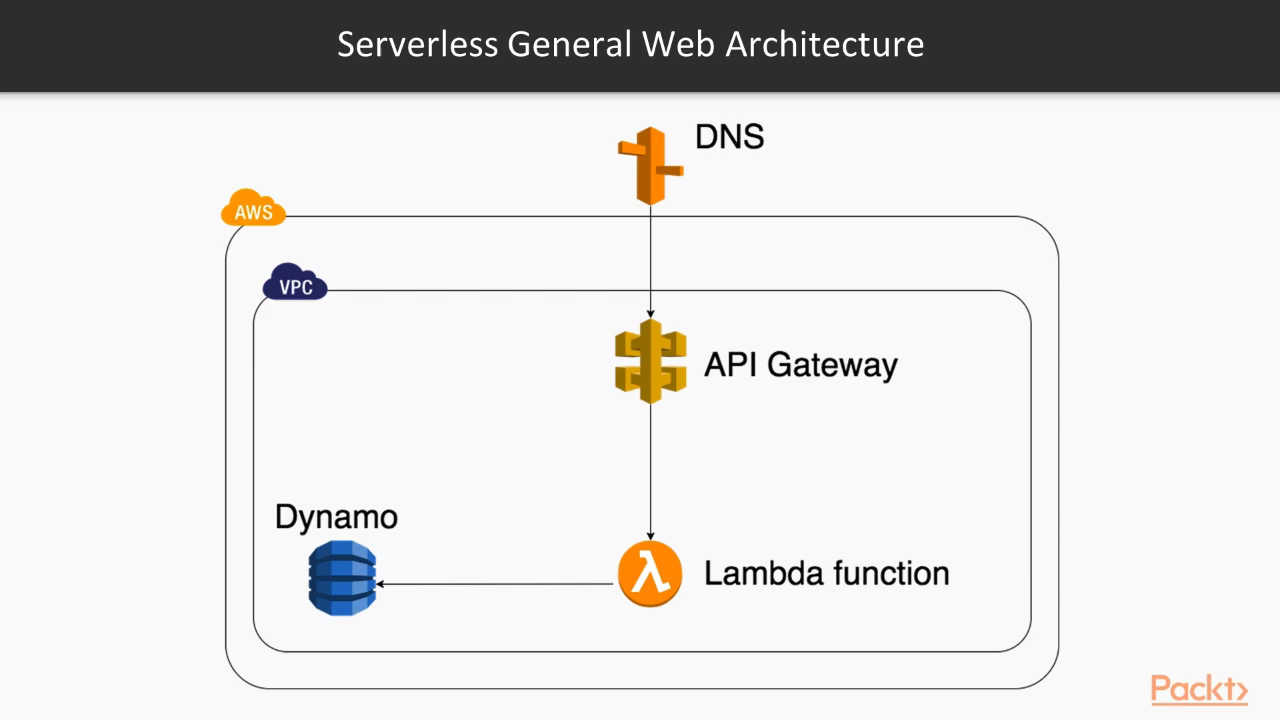 Serverless General Web Architecture
DNS
AWS
VPC
API Gateway
Dynamo
Lambda function
Packt